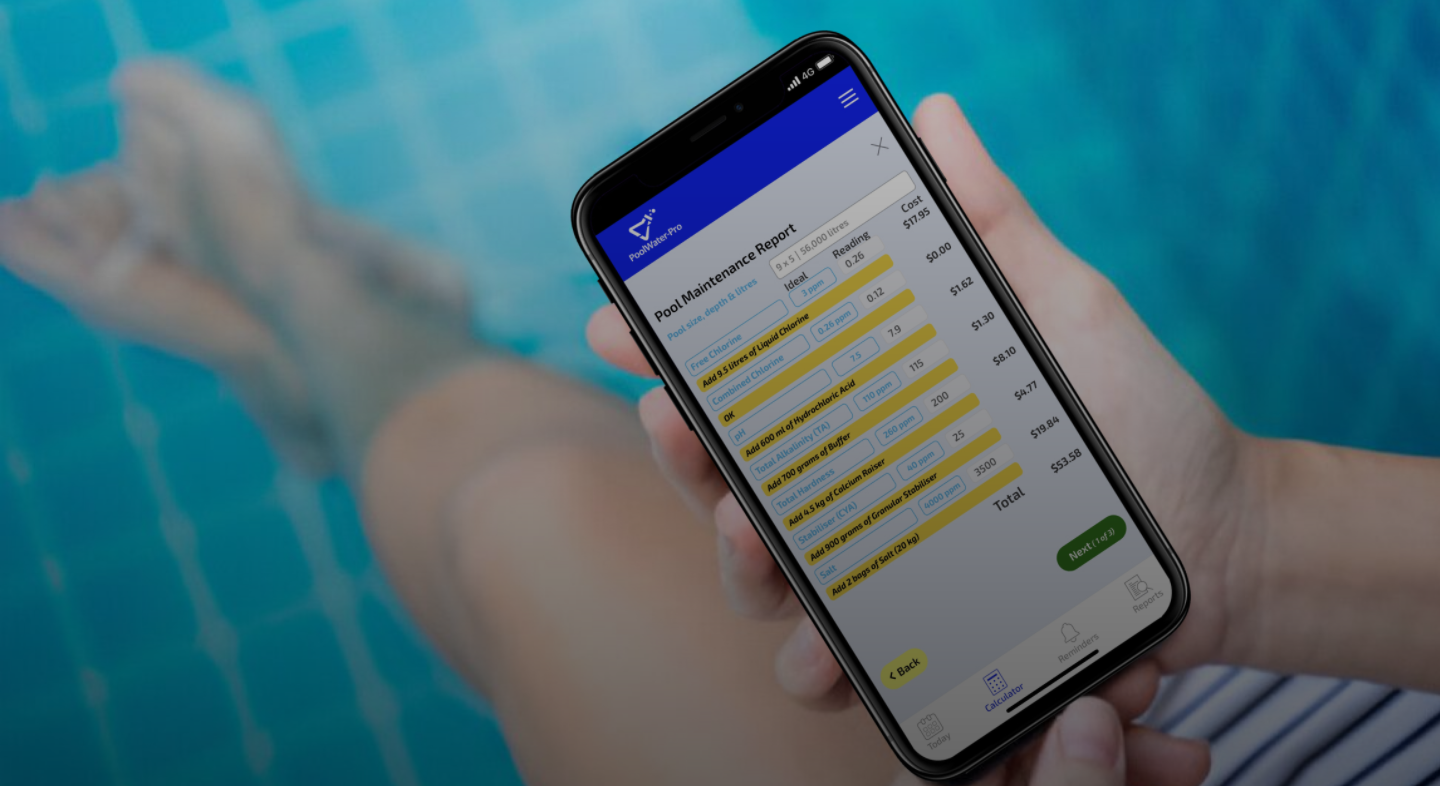 4G
PoolWater-Pro
Pool Maintenance Report
Pool size, depth & litres
9 x 5 | 56,000 litres
Ideal Reading Cost
Free Chlorine 3 ppm 0.26 $17.95
Add 9.5 litres of Liquid Chlorine
Combined Chlorine 0.26 ppm 0.12 $0.00
OK
pH 7.5 7.9 $1.62
Add 600 ml of Hydrochloric Acid
Total Alkalinity (TA) 110 ppm 115 $1.30
Add 700 grams of Buffer
Total Hardness 260 ppm 200 $8.10
Add 4.5 kg of Calcium Raiser
Stabiliser (CYA) 40 ppm 25 $4.77
Add 900 grams of Granular Stabiliser
Salt 4000 ppm 3500 $19.84
Add 2 bags of Salt (20 kg)
Total $53.58
Next (1 of 3)
< Back
Today Calculator Reminders Reports